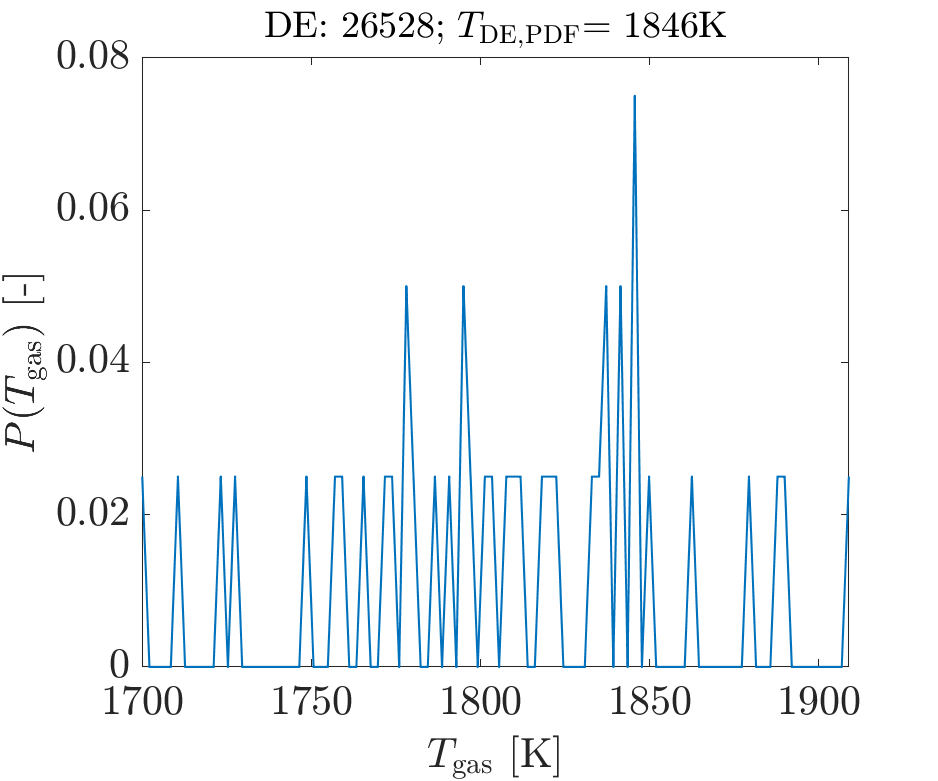 DE: 26528; T_DE,PDF= 1846K
0.08
0.06
0.04
0.02
0
P(T_gas) [-]
1700 1750 1800 1850 1900
T_gas [K]